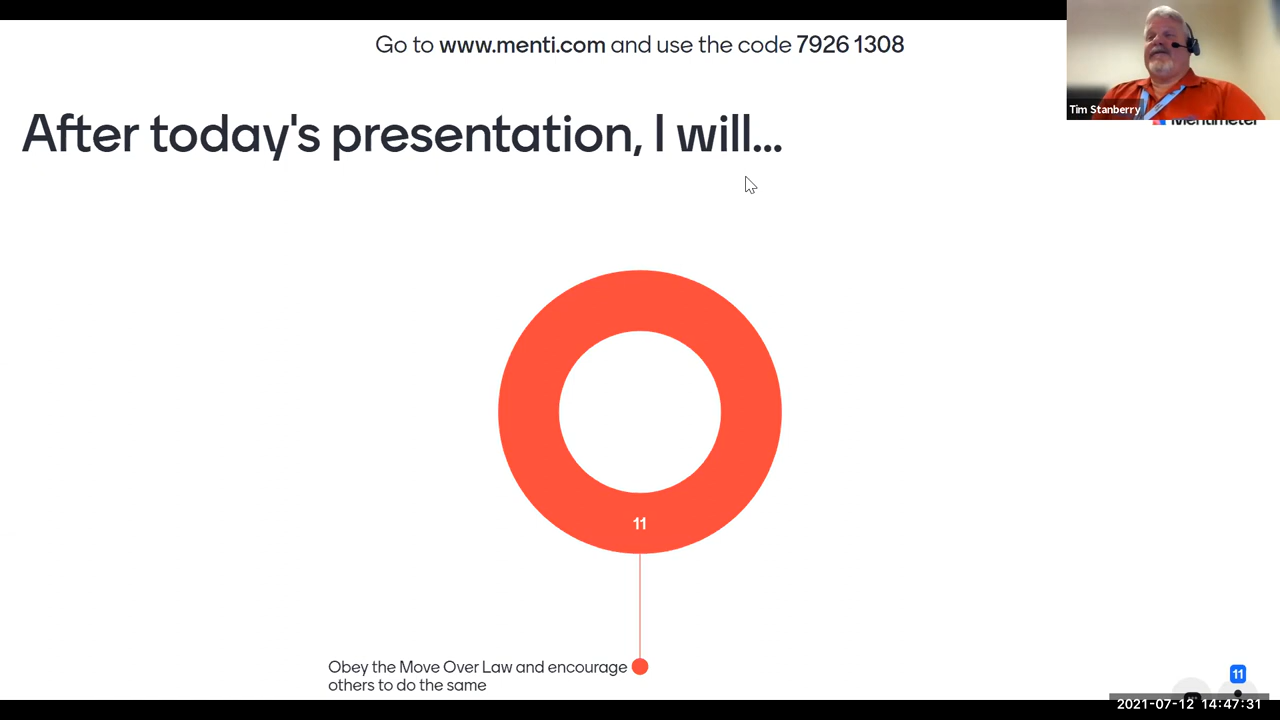 Go to www.menti.com and use the code 7926 1308
Tim Stanberry
Mentimeter
After today's presentation, I will...
11
Obey the Move Over Law and encourage
others to do the same
11
2021-07-12 14:47:31